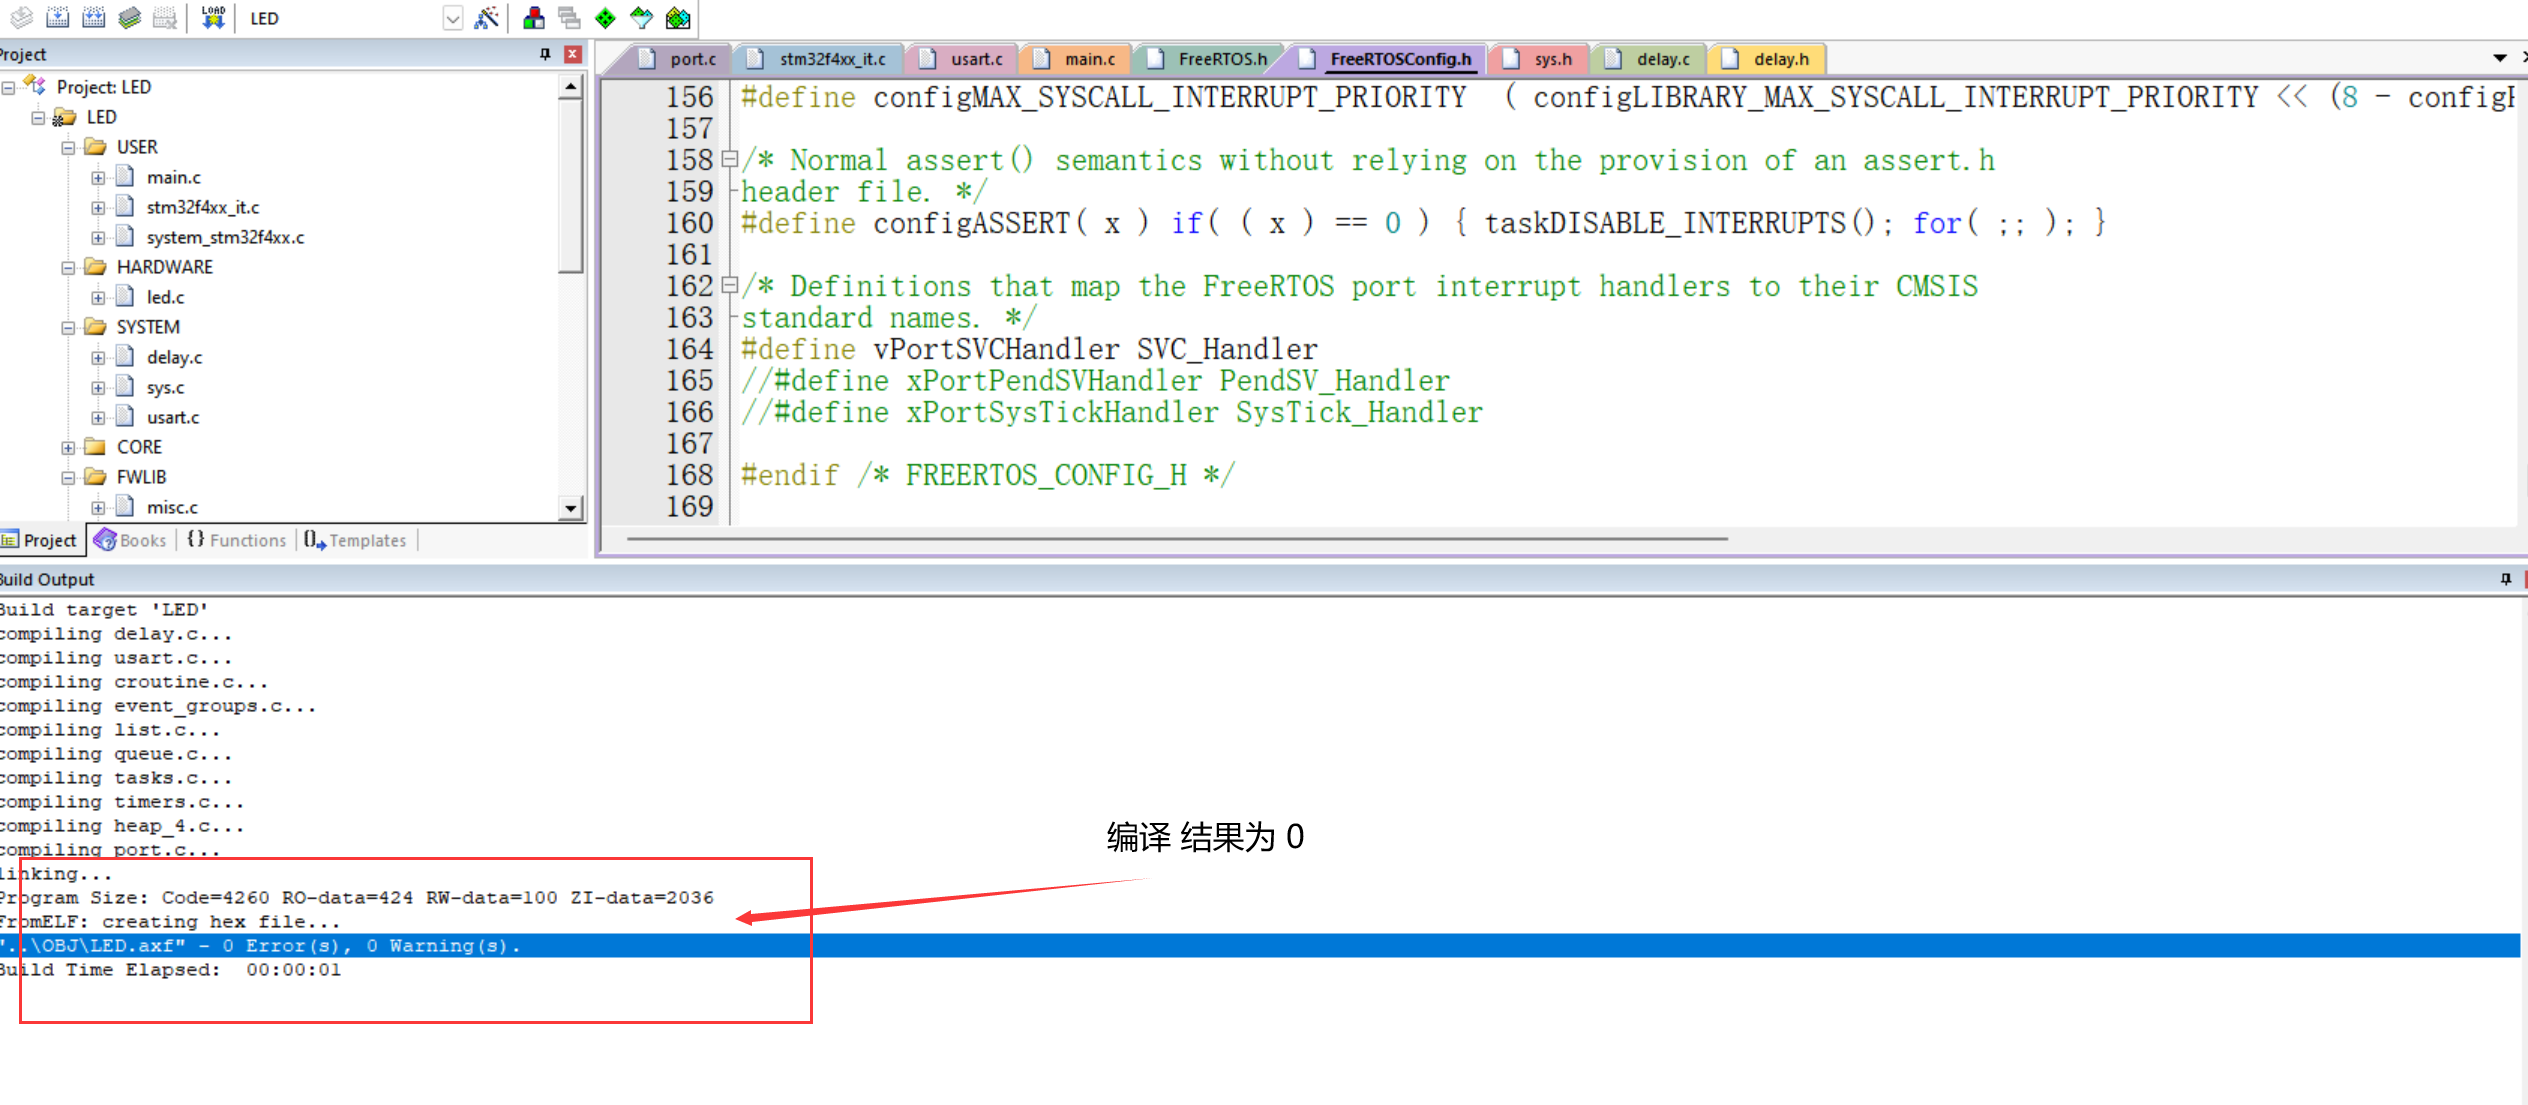 LOAD
LED
Project
port.c
stm32f4xx_it.c
usart.c
main.c
FreeRTOS.h
FreeRTOSConfig.h
sys.h
delay.c
delay.h
Project: LED
LED
USER
main.c
stm32f4xx_it.c
system_stm32f4xx.c
HARDWARE
led.c
SYSTEM
delay.c
sys.c
usart.c
CORE
FWLIB
misc.c
Project
Books
{} Functions
Templates
156 #define configMAX_SYSCALL_INTERRUPT_PRIORITY ( configLIBRARY_MAX_SYSCALL_INTERRUPT_PRIORITY << (8 - config
157
158 /* Normal assert() semantics without relying on the provision of an assert.h
159 header file. */
160 #define configASSERT( x ) if( ( x ) == 0 ) { taskDISABLE_INTERRUPTS(); for( ;; ); }
161
162 /* Definitions that map the FreeRTOS port interrupt handlers to their CMSIS
163 standard names. */
164 #define vPortSVCHandler SVC_Handler
165 //#define xPortPendSVHandler PendSV_Handler
166 //#define xPortSysTickHandler SysTick_Handler
167
168 #endif /* FREERTOS_CONFIG_H */
169
Build Output
Build target 'LED'
compiling delay.c...
compiling usart.c...
compiling croutine.c...
compiling event_groups.c...
compiling list.c...
compiling queue.c...
compiling tasks.c...
compiling timers.c...
compiling heap_4.c...
compiling port.c...
linking...
Program Size: Code=4260 RO-data=424 RW-data=100 ZI-data=2036
FromELF: creating hex file...
"..\OBJ\LED.axf" - 0 Error(s), 0 Warning(s).
Build Time Elapsed:  00:00:01
编译 结果为 0